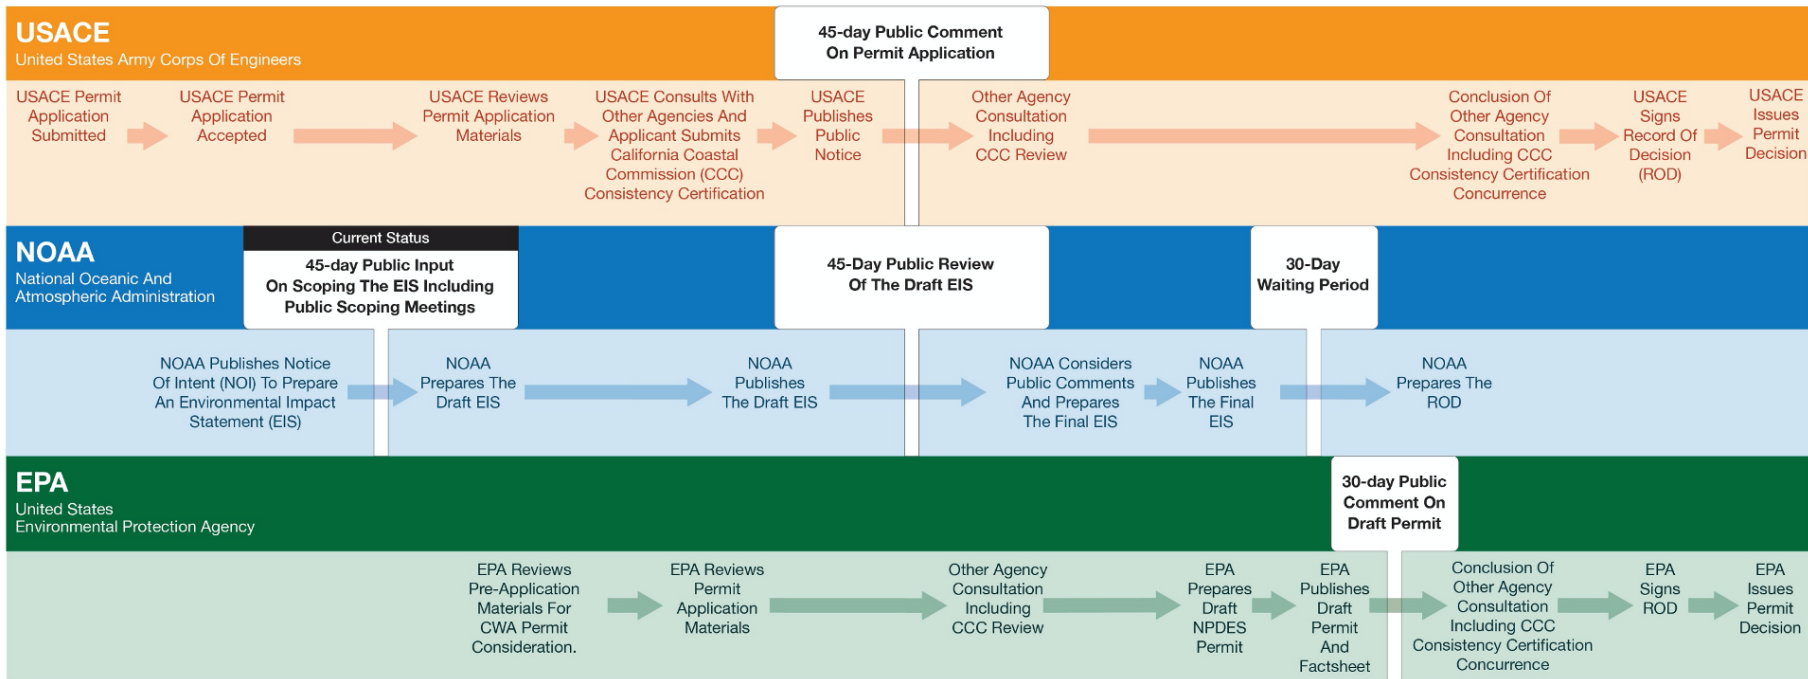 USACE
United States Army Corps Of Engineers
45-day Public Comment
On Permit Application
USACE Permit
Application
Submitted
USACE Permit
Application
Accepted
USACE Reviews
Permit Application
Materials
USACE Consults With
Other Agencies And
Applicant Submits
California Coastal
Commission (CCC)
Consistency Certification
USACE
Publishes
Public
Notice
Other Agency
Consultation
Including
CCC Review
Conclusion Of
Other Agency
Consultation
Including CCC
Consistency Certification
Concurrence
USACE
Signs
Record Of
Decision
(ROD)
USACE
Issues
Permit
Decision
NOAA
National Oceanic And
Atmospheric Administration
Current Status
45-day Public Input
On Scoping The EIS Including
Public Scoping Meetings
45-Day Public Review
Of The Draft EIS
30-Day
Waiting Period
NOAA Publishes Notice
Of Intent (NOI) To Prepare
An Environmental Impact
Statement (EIS)
NOAA
Prepares The
Draft EIS
NOAA
Publishes
The Draft EIS
NOAA Considers
Public Comments
And Prepares
The Final EIS
NOAA
Publishes
The Final
EIS
NOAA
Prepares The
ROD
EPA
United States
Environmental Protection Agency
30-day Public
Comment On
Draft Permit
EPA Reviews
Pre-Application
Materials For
CWA Permit
Consideration.
EPA Reviews
Permit
Application
Materials
Other Agency
Consultation
Including
CCC Review
EPA
Prepares
Draft
NPDES
Permit
EPA
Publishes
Draft
Permit
And
Factsheet
Conclusion Of
Other Agency
Consultation
Including CCC
Consistency Certification
Concurrence
EPA
Signs
ROD
EPA
Issues
Permit
Decision